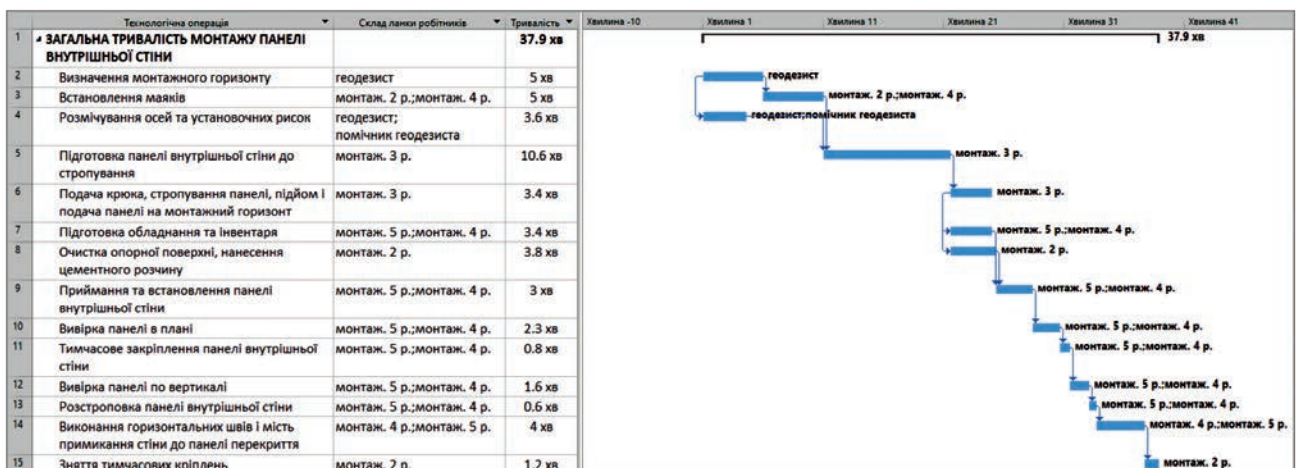 Технологічна операція Склад ланки робітників Тривалість Хвилина -10 Хвилина 1 Хвилина 11 Хвилина 21 Хвилина 31 Хвилина 41
1 ЗАГАЛЬНА ТРИВАЛІСТЬ МОНТАЖУ ПАНЕЛІ 37.9 хв 37.9 хв
ВНУТРІШНЬОЇ СТІНИ
2 Визначення монтажного горизонту геодезист 5 хв геодезист
3 Встановлення маяків монтаж. 2 р.;монтаж. 4 р. 5 хв монтаж. 2 р.;монтаж. 4 р.
4 Розмічування осей та установочних рисок геодезист; 3.6 хв геодезист;помічник геодезиста
помічник геодезиста
5 Підготовка панелі внутрішньої стіни до монтаж. 3 р. 10.6 хв монтаж. 3 р.
стропування
6 Подача крюка, стропування панелі, підйом і монтаж. 3 р. 3.4 хв монтаж. 3 р.
подача панелі на монтажний горизонт
7 Підготовка обладнання та інвентаря монтаж. 5 р.;монтаж. 4 р. 3.4 хв монтаж. 5 р.;монтаж. 4 р.
8 Очистка опорної поверхні, нанесення монтаж. 2 р. 3.8 хв монтаж. 2 р.
цементного розчину
9 Приймання та встановлення панелі монтаж. 5 р.;монтаж. 4 р. 3 хв монтаж. 5 р.;монтаж. 4 р.
внутрішньої стіни
10 Вивірка панелі в плані монтаж. 5 р.;монтаж. 4 р. 2.3 хв монтаж. 5 р.;монтаж. 4 р.
11 Тимчасове закріплення панелі внутрішньої монтаж. 5 р.;монтаж. 4 р. 0.8 хв монтаж. 5 р.;монтаж. 4 р.
стіни
12 Вивірка панелі по вертикалі монтаж. 5 р.;монтаж. 4 р. 1.6 хв монтаж. 5 р.;монтаж. 4 р.
13 Розстроповка панелі внутрішньої стіни монтаж. 5 р.;монтаж. 4 р. 0.6 хв монтаж. 5 р.;монтаж. 4 р.
14 Виконання горизонтальних швів і мість монтаж. 4 р.;монтаж. 5 р. 4 хв монтаж. 4 р.;монтаж. 5 р.
примикання стіни до панелі перекриття
15 Зняття тимчасових кріплень монтаж. 2 р. 1.2 хв монтаж. 2 р.